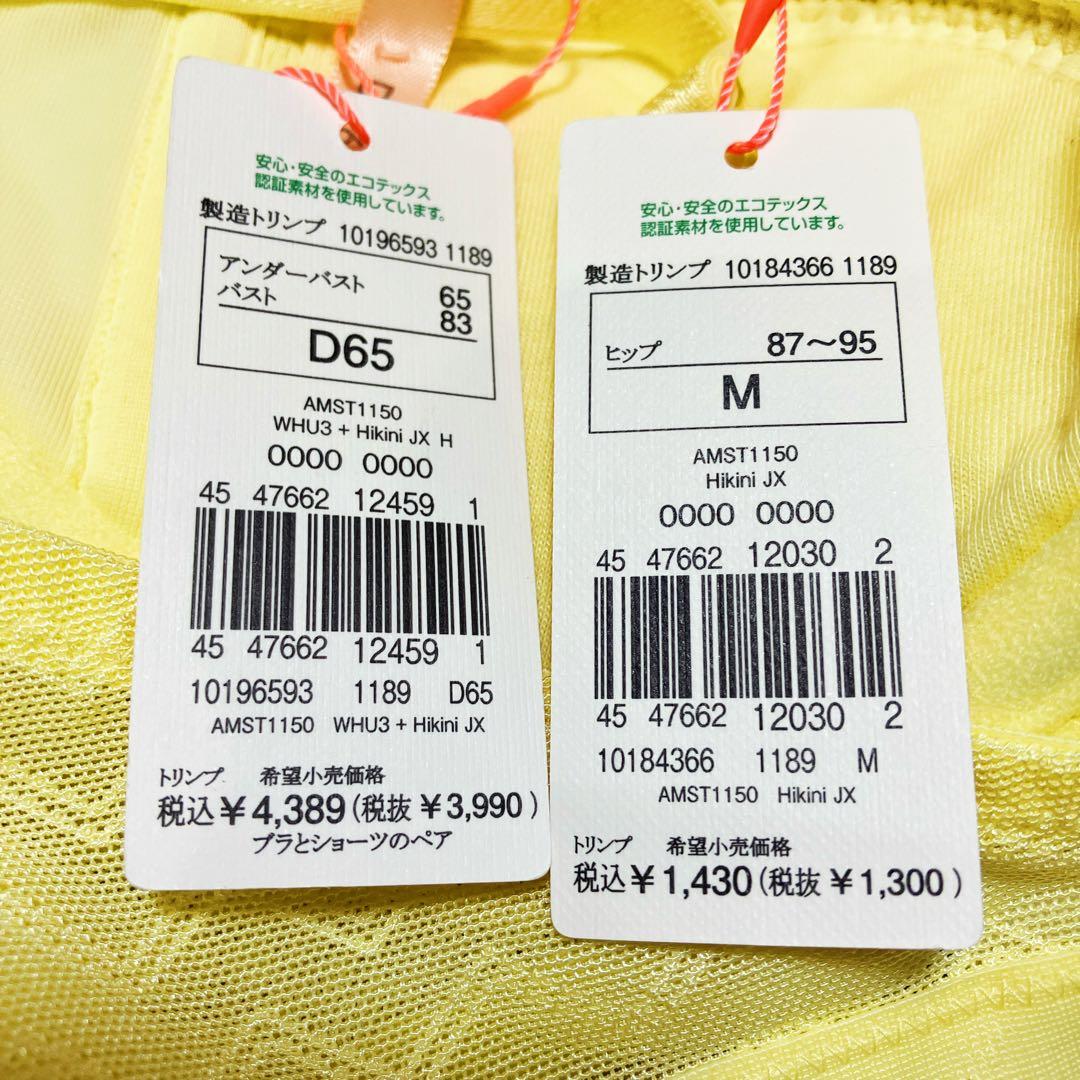 安心・安全のエコテックス
認証素材を使用しています。
製造トリンプ 10196593 1189
アンダーバスト 65
バスト 83
D65
AMST1150
WHU3 + Hikini JX H
0000 0000
45 47662 12459 1
45 47662 12459 1
10196593 1189 D65
AMST1150 WHU3 + Hikini JX
トリンプ 希望小売価格
税込￥4,389(税抜￥3,990)
ブラとショーツのペア
安心・安全のエコテックス
認証素材を使用しています。
製造トリンプ 10184366 1189
ヒップ 87〜95
M
AMST1150
Hikini JX
0000 0000
45 47662 12030 2
45 47662 12030 2
10184366 1189 M
AMST1150 Hikini JX
トリンプ 希望小売価格
税込￥1,430(税抜￥1,300)